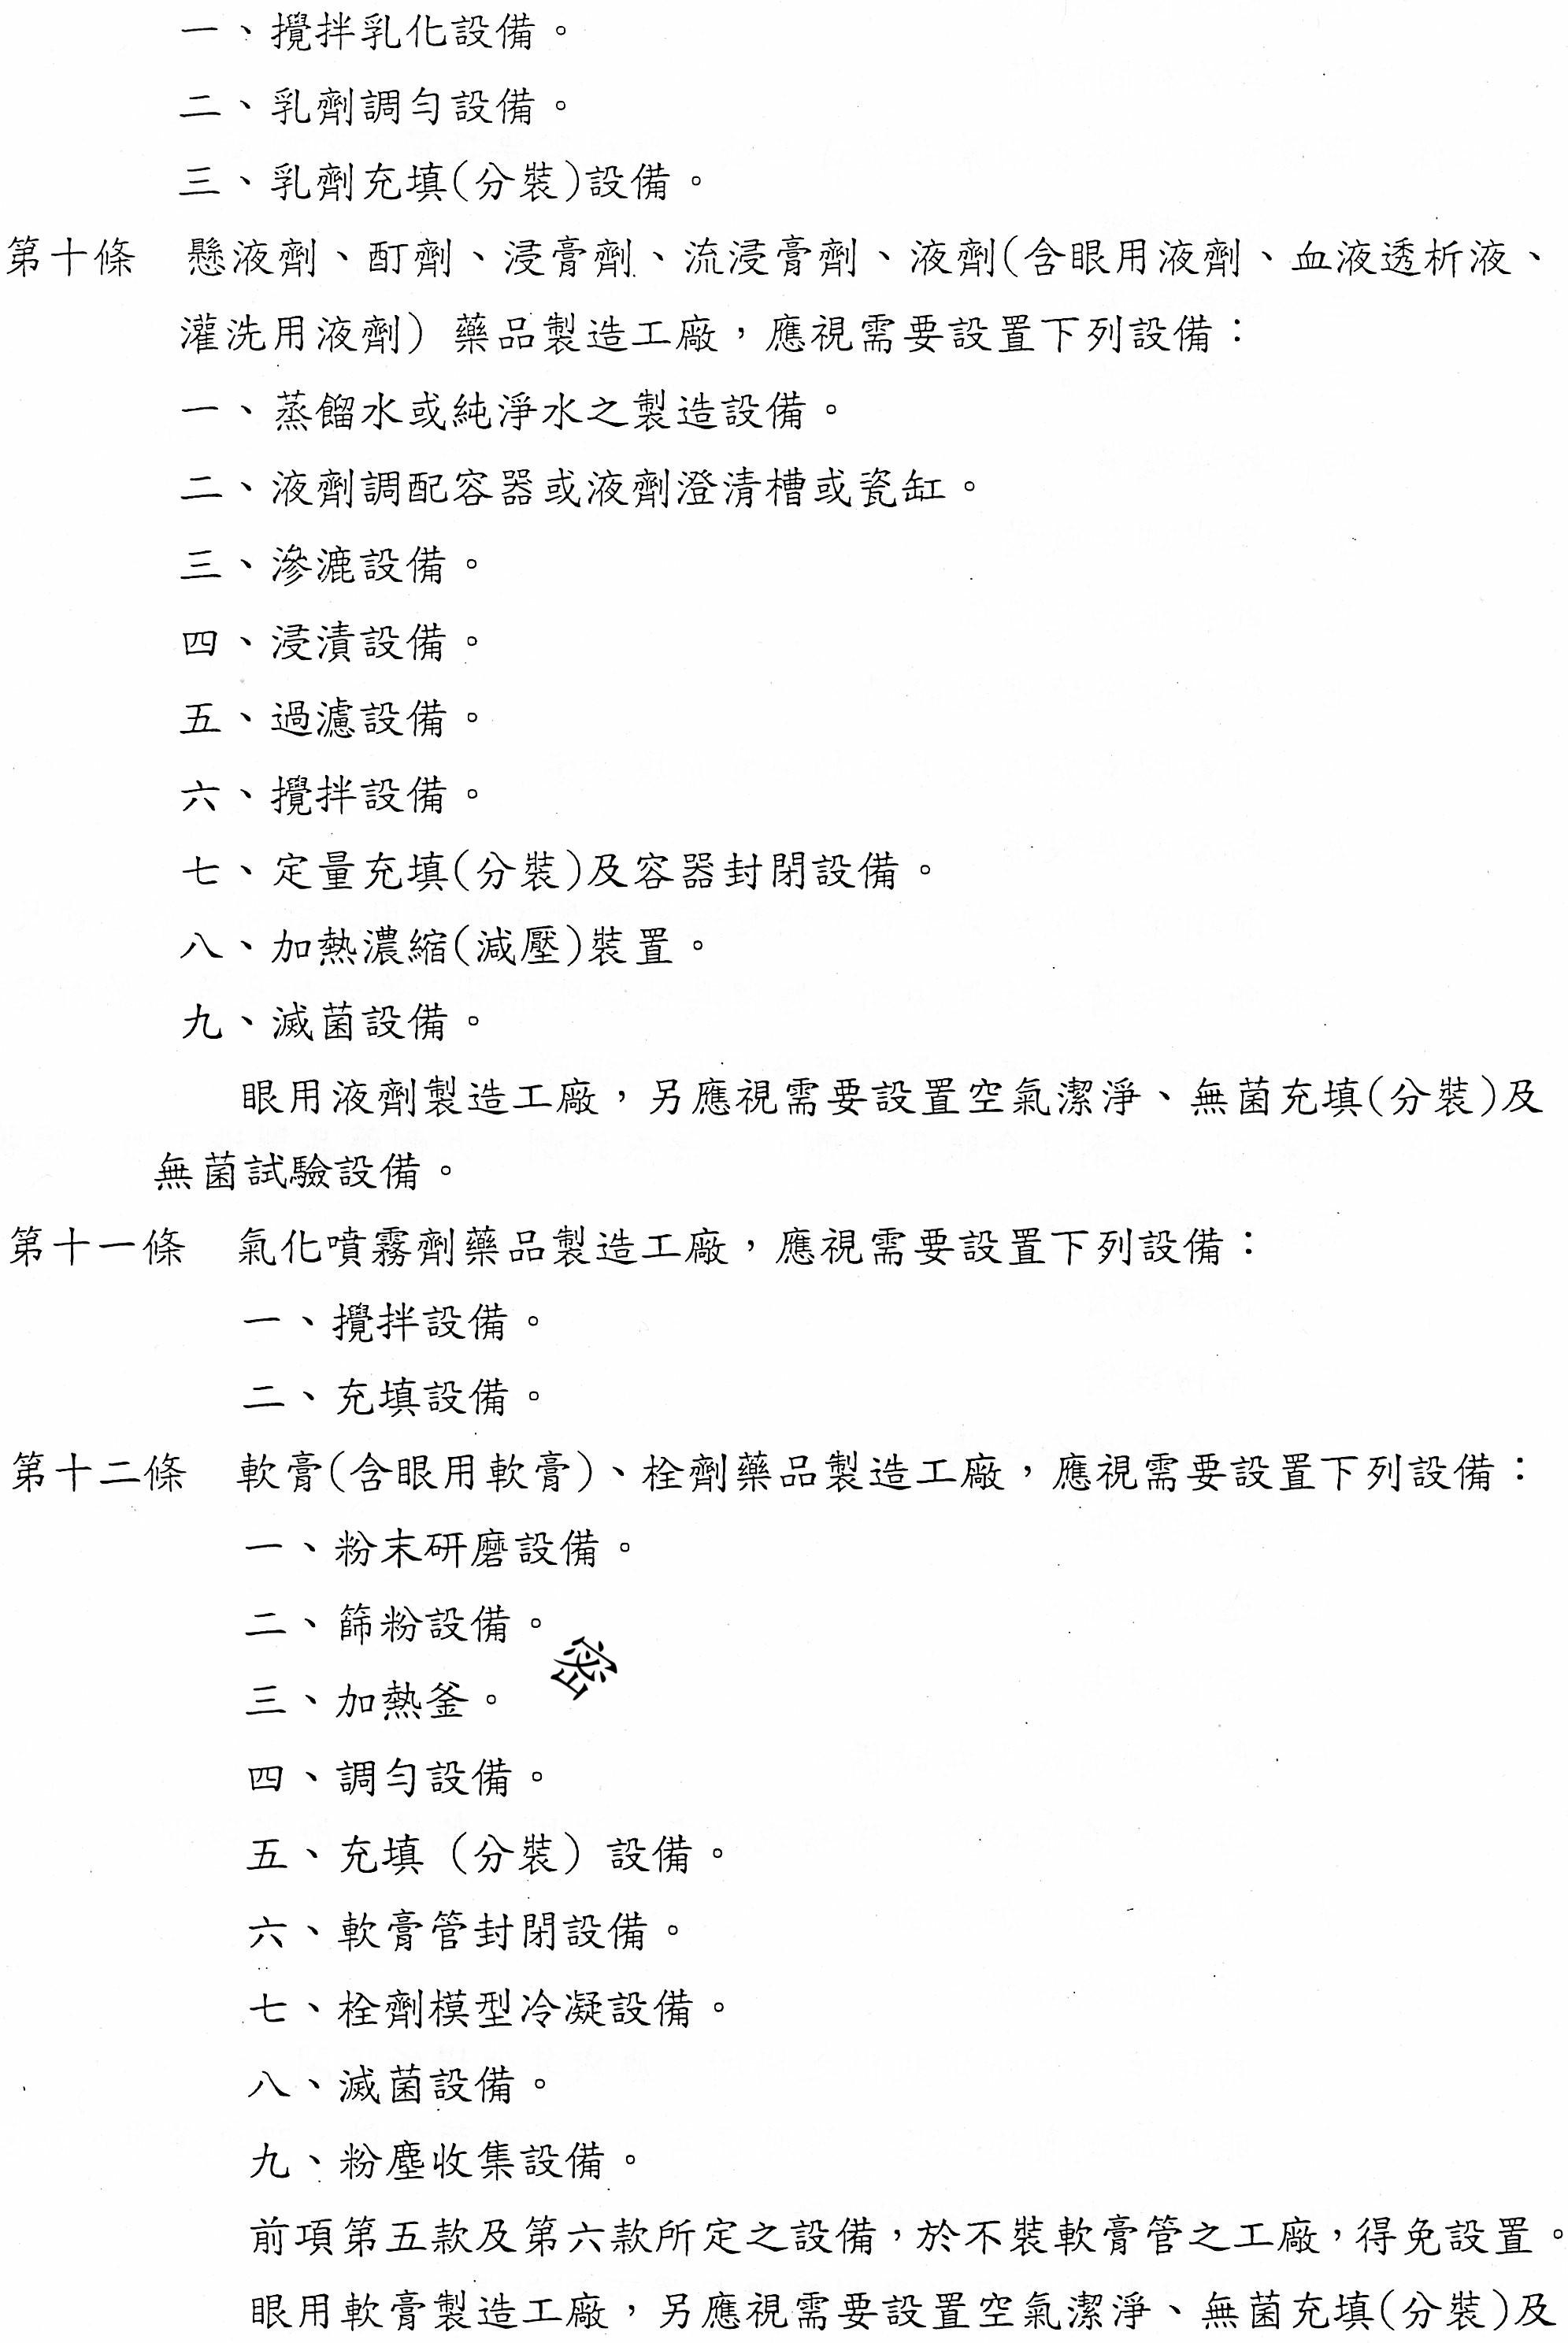 一、攪拌乳化設備。
二、乳劑調勻設備。
三、乳劑充填(分裝)設備。
第十條 懸液劑、酊劑、浸膏劑、流浸膏劑、液劑(含眼用液劑、血液透析液、
灌洗用液劑) 藥品製造工廠，應視需要設置下列設備：
一、蒸餾水或純淨水之製造設備。
二、液劑調配容器或液劑澄清槽或瓷缸。
三、滲漉設備。
四、浸漬設備。
五、過濾設備。
六、攪拌設備。
七、定量充填(分裝)及容器封閉設備。
八、加熱濃縮(減壓)裝置。
九、滅菌設備。
眼用液劑製造工廠，另應視需要設置空氣潔淨、無菌充填(分裝)及
無菌試驗設備。
第十一條 氣化噴霧劑藥品製造工廠，應視需要設置下列設備：
一、攪拌設備。
二、充填設備。
第十二條 軟膏(含眼用軟膏)、栓劑藥品製造工廠，應視需要設置下列設備：
一、粉末研磨設備。
二、篩粉設備。
密
三、加熱釜。
四、調勻設備。
五、充填（分裝）設備。
六、軟膏管封閉設備。
七、栓劑模型冷凝設備。
八、滅菌設備。
九、粉塵收集設備。
前項第五款及第六款所定之設備，於不裝軟膏管之工廠，得免設置。
眼用軟膏製造工廠，另應視需要設置空氣潔淨、無菌充填(分裝)及